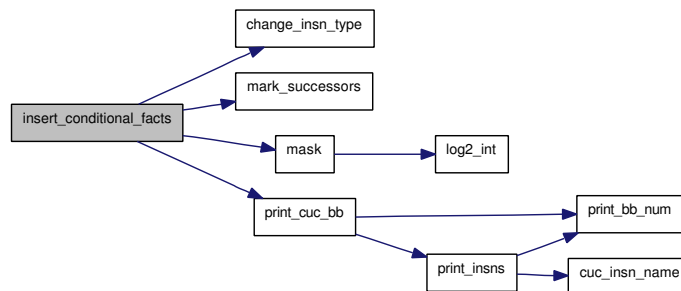 change_insn_type
mark_successors
insert_conditional_facts
mask
log2_int
print_cuc_bb
print_bb_num
print_insns
cuc_insn_name